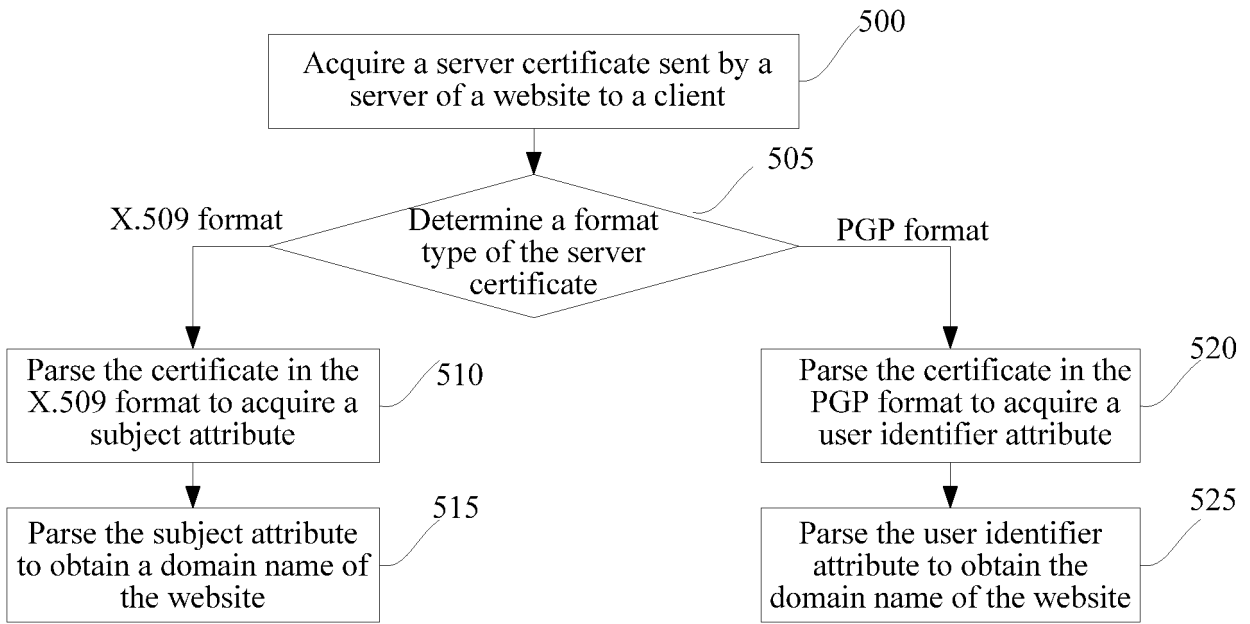 500
Acquire a server certificate sent by a
server of a website to a client
505
X.509 format
Determine a format
type of the server
certificate
PGP format
Parse the certificate in the
X.509 format to acquire a
subject attribute
510
Parse the certificate in the
PGP format to acquire a
user identifier attribute
520
Parse the subject attribute
to obtain a domain name of
the website
515
Parse the user identifier
attribute to obtain the
domain name of the website
525